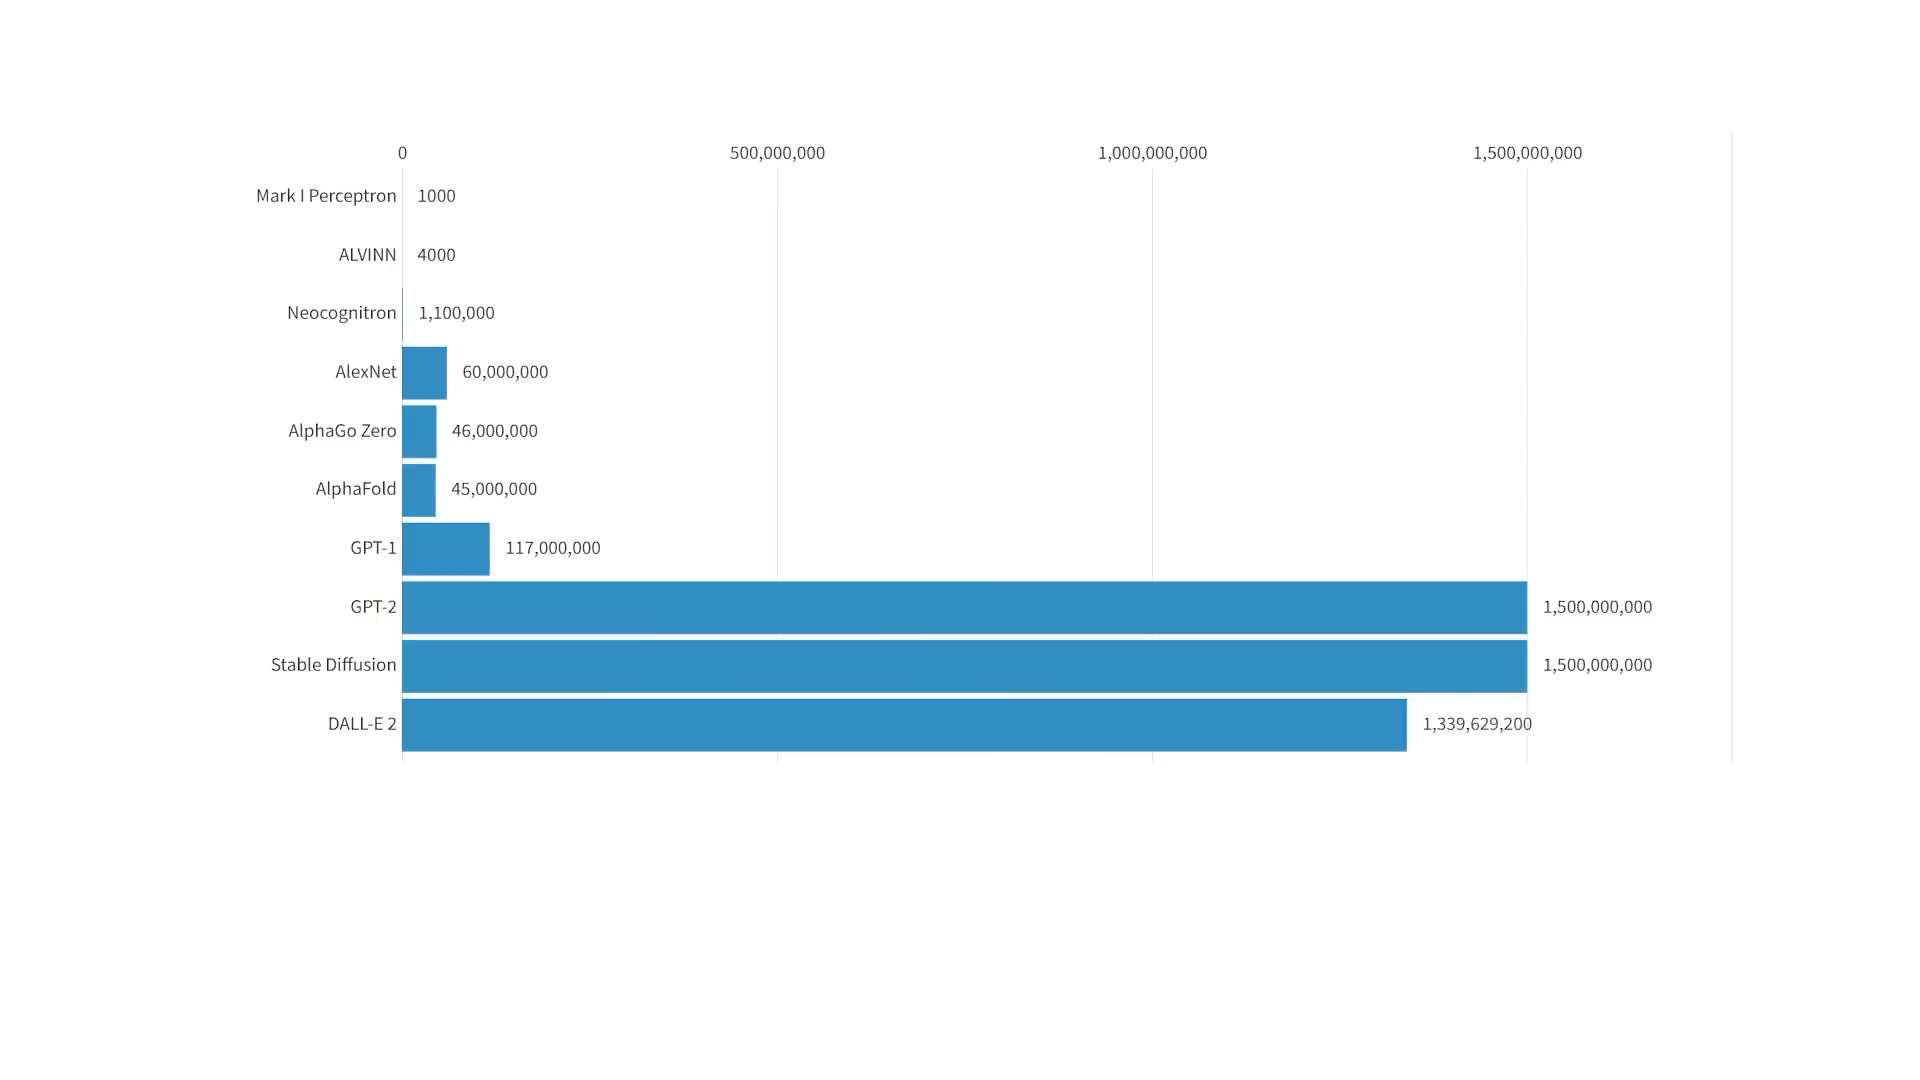 0 500,000,000 1,000,000,000 1,500,000,000
Mark I Perceptron 1000
ALVINN 4000
Neocognitron 1,100,000
AlexNet 60,000,000
AlphaGo Zero 46,000,000
AlphaFold 45,000,000
GPT-1 117,000,000
GPT-2 1,500,000,000
Stable Diffusion 1,500,000,000
DALL-E 2 1,339,629,200